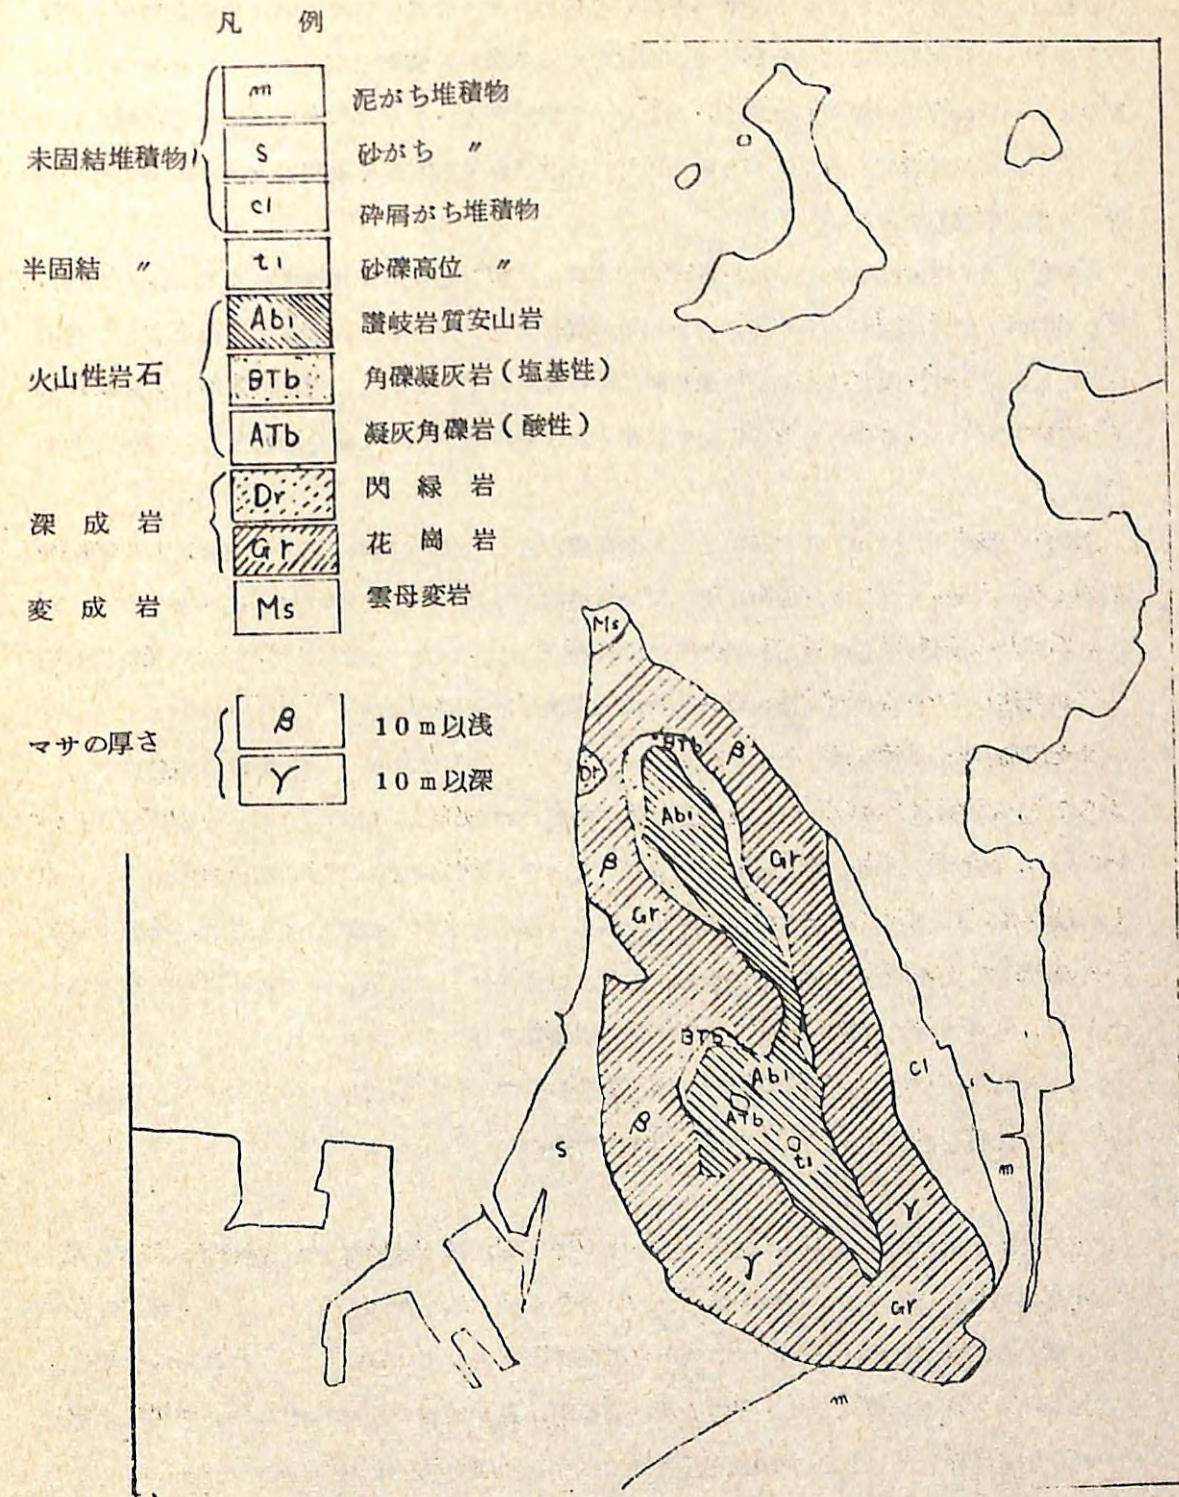 凡 例
m 泥がち堆積物
未固結堆積物 S 砂がち 〃
cl 砕屑がち堆積物
半固結 〃 tl 砂礫高位 〃
Abi 讃岐岩質安山岩
火山性岩石 BTb 角礫凝灰岩(塩基性)
ATb 凝灰角礫岩(酸性)
Dr 閃緑岩
深成岩 Gr 花崗岩
変成岩 Ms 雲母変岩
マサの厚さ β 10m以浅
γ 10m以深
Ms
BTb β
Dr
Abi
β Gr
Gr
BTb
Abi cl
ATb
β
S tl m
γ
γ
Gr
m